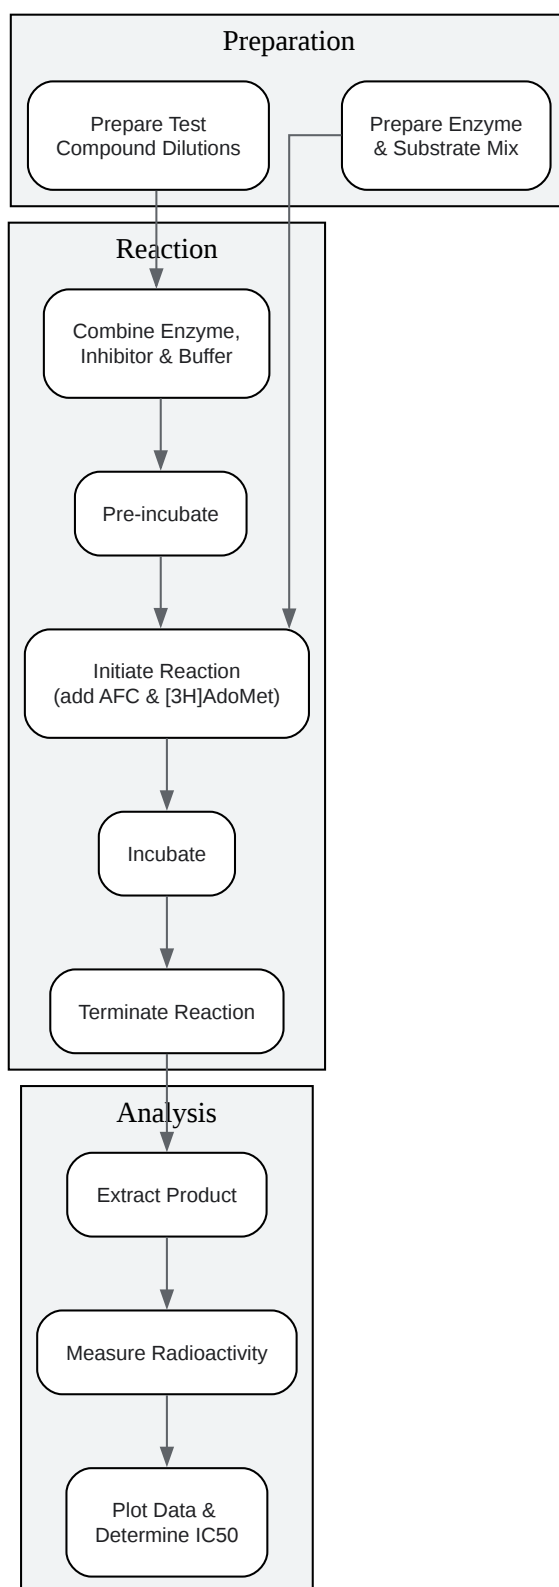 Preparation
Prepare Test
Compound Dilutions
Prepare Enzyme
& Substrate Mix
Reaction
Combine Enzyme,
Inhibitor & Buffer
Pre-incubate
Initiate Reaction
(add AFC & [3H]AdoMet)
Incubate
Terminate Reaction
Analysis
Extract Product
Measure Radioactivity
Plot Data &
Determine IC50